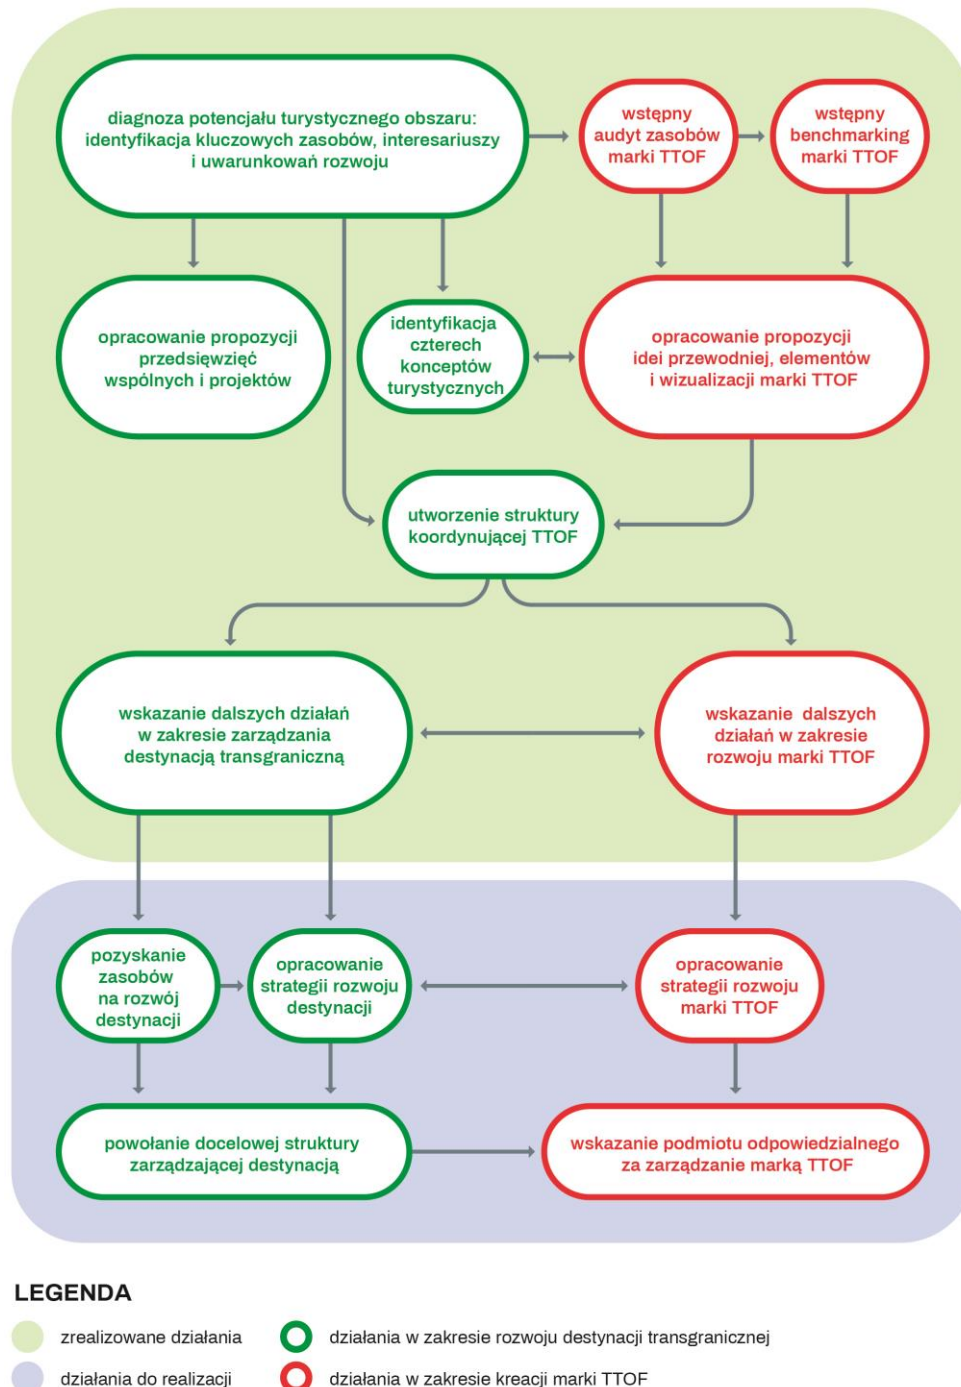 diagnoza potencjału turystycznego obszaru:
identyfikacja kluczowych zasobów, interesariuszy
i uwarunkowań rozwoju
wstępny
audyt zasobów
marki TTOF
wstępny
benchmarking
marki TTOF
opracowanie propozycji
przedsięwzięć
wspólnych i projektów
identyfikacja
czterech
konceptów
turystycznych
opracowanie propozycji
idei przewodniej, elementów
i wizualizacji marki TTOF
utworzenie struktury
koordynującej TTOF
wskazanie dalszych działań
w zakresie zarządzania
destynacją transgraniczną
wskazanie dalszych
działań w zakresie
rozwoju marki TTOF
pozyskanie
zasobów
na rozwój
destynacji
opracowanie
strategii rozwoju
destynacji
opracowanie
strategii rozwoju
marki TTOF
powołanie docelowej struktury
zarządzającej destynacją
wskazanie podmiotu odpowiedzialnego
za zarządzanie marką TTOF
LEGENDA
zrealizowane działania
działania w zakresie rozwoju destynacji transgranicznej
działania do realizacji
działania w zakresie kreacji marki TTOF